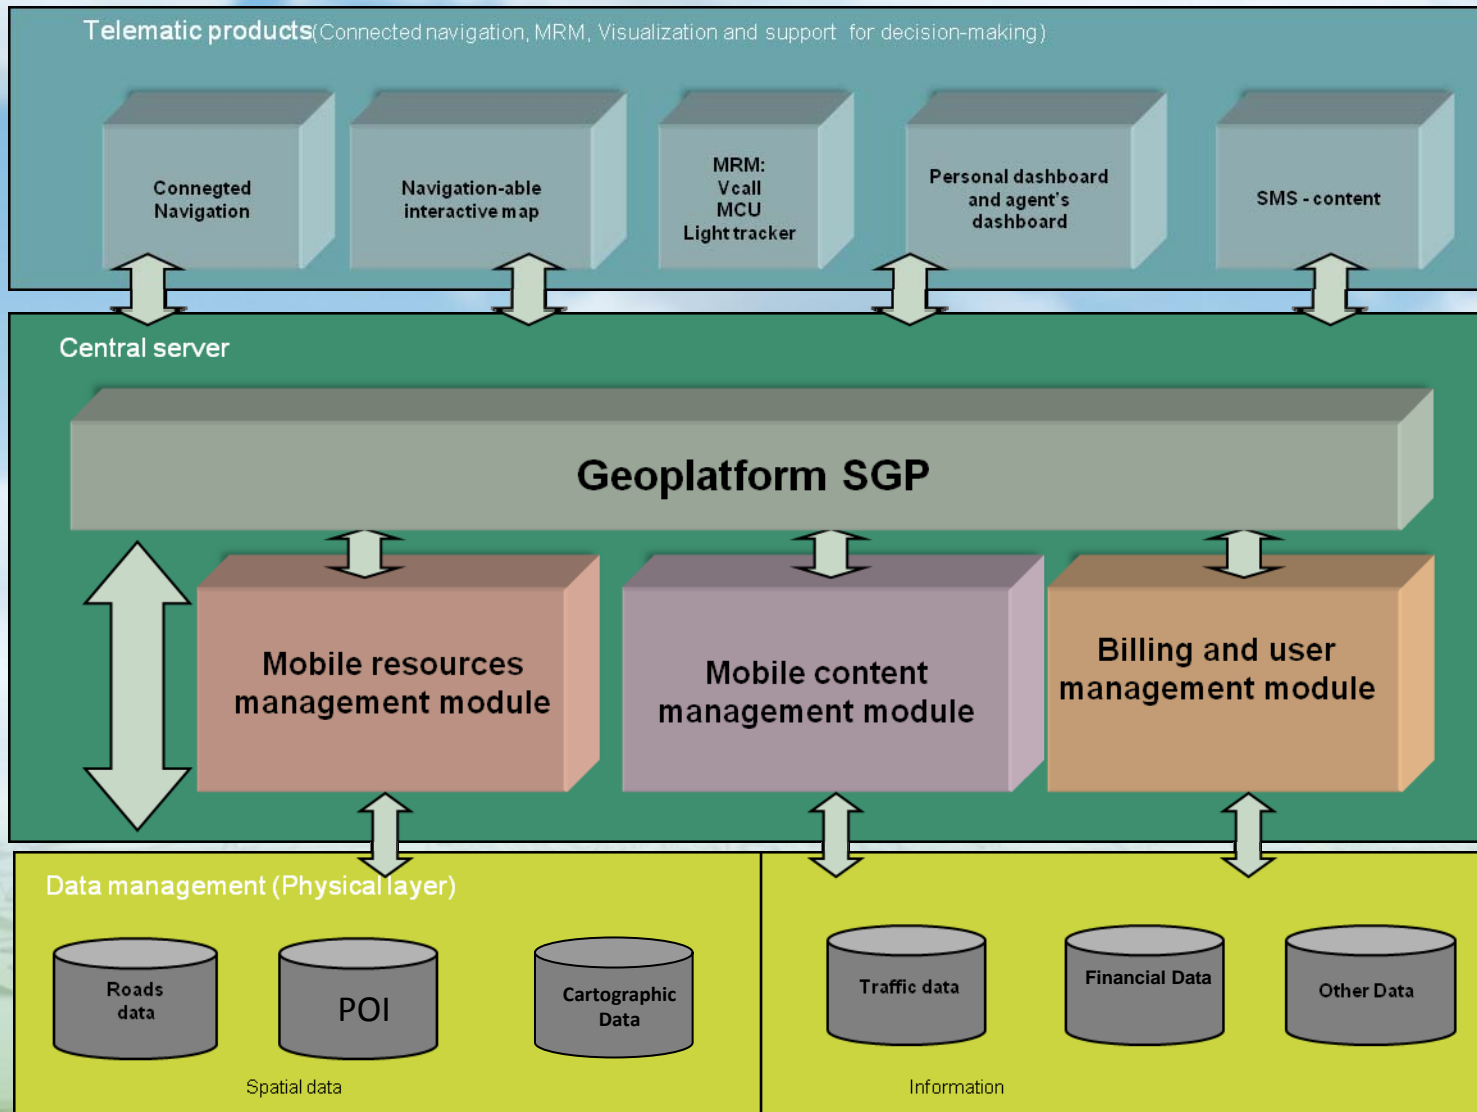 Telematic products(Connected navigation, MRM, Visualization and support for decision-making)
Connegted
Navigation
Navigation-able
interactive map
MRM:
Vcall
MCU
Light tracker
Personal dashboard
and agent's
dashboard
SMS - content
Central server
Geoplatform SGP
Mobile resources
management module
Mobile content
management module
Billing and user
management module
Data management (Physical layer)
Roads
data
POI
Cartographic
Data
Traffic data
Financial Data
Other Data
Spatial data
Information